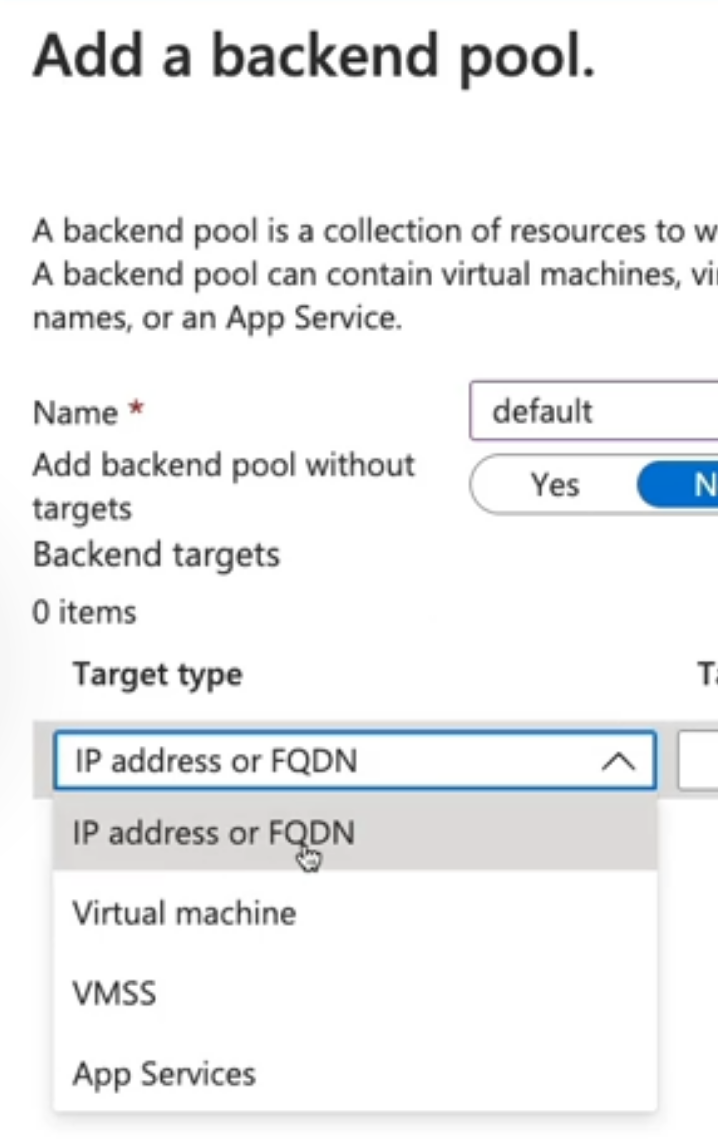 Add a backend pool.
A backend pool is a collection of resources to
A backend pool can contain virtual machines,
names, or an App Service.
Name *
default
Add backend pool without
targets
Yes
Backend targets
0 items
Target type
IP address or FQDN
IP address or FQDN
Virtual machine
VMSS
App Services